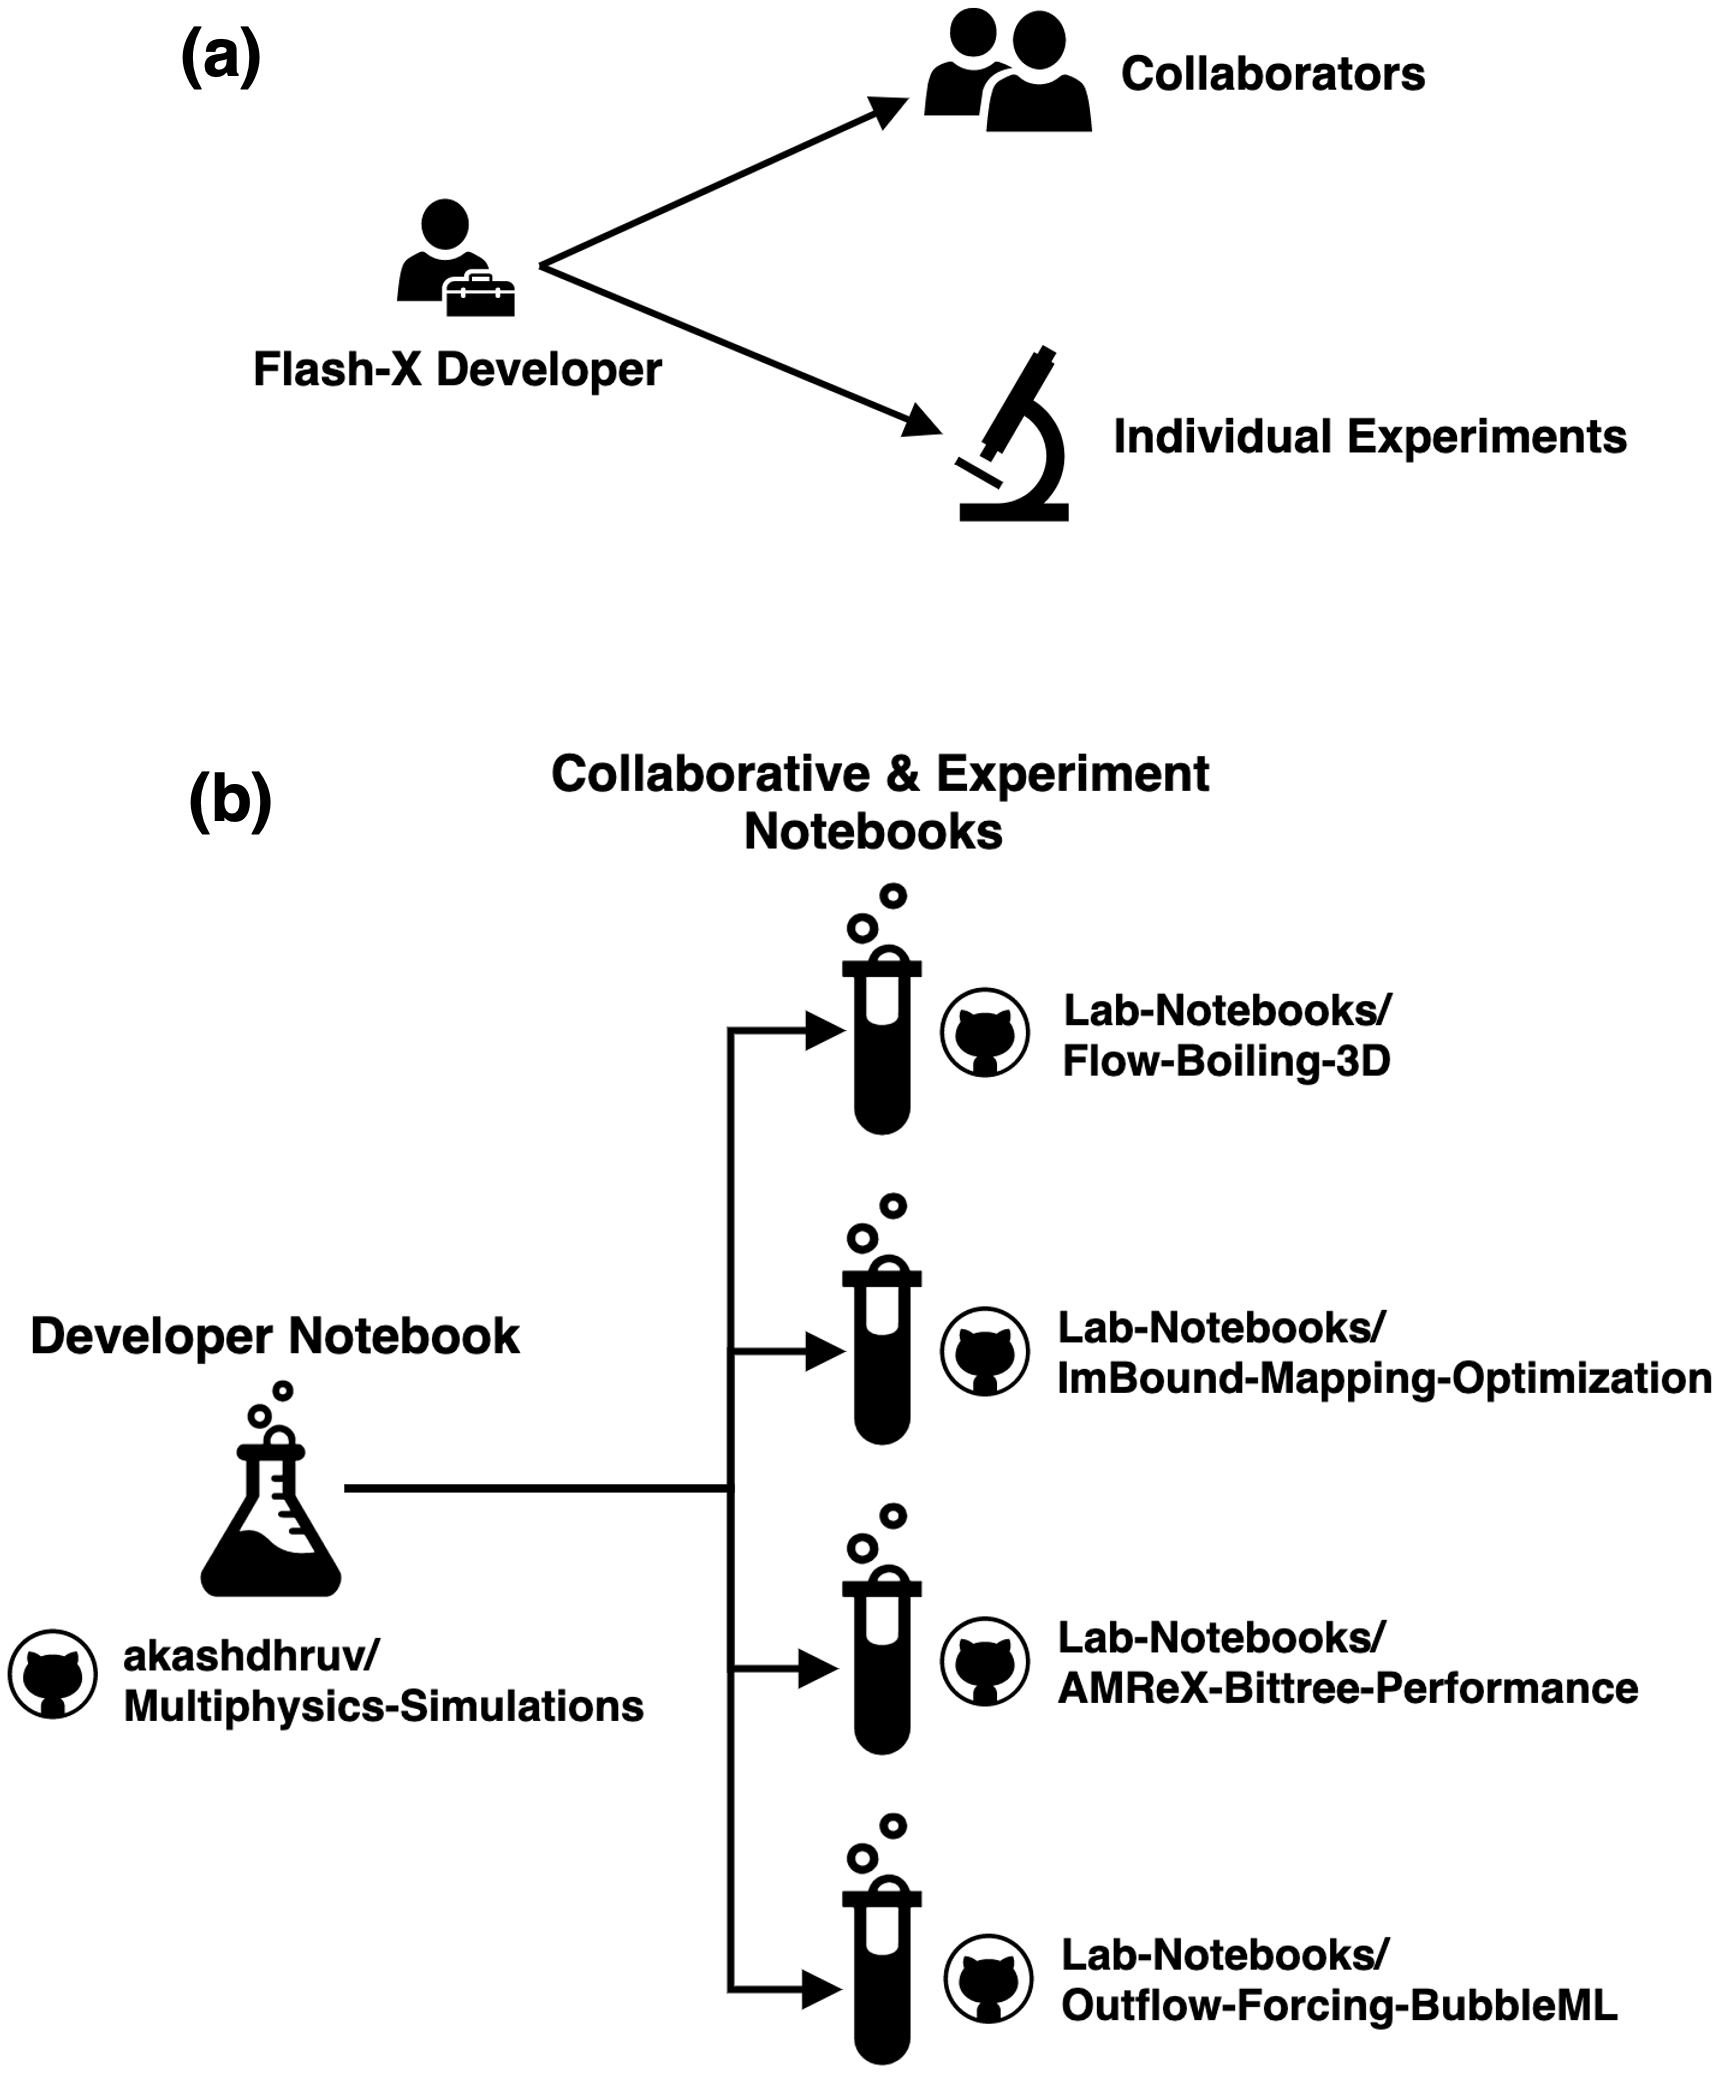 (a)
Collaborators
Flash-X Developer
Individual Experiments
(b)
Collaborative & Experiment
Notebooks
Lab-Notebooks/
Flow-Boiling-3D
Lab-Notebooks/
ImBound-Mapping-Optimization
Developer Notebook
akashdhruv/
Multiphysics-Simulations
Lab-Notebooks/
AMReX-Bittree-Performance
Lab-Notebooks/
Outflow-Forcing-BubbleML